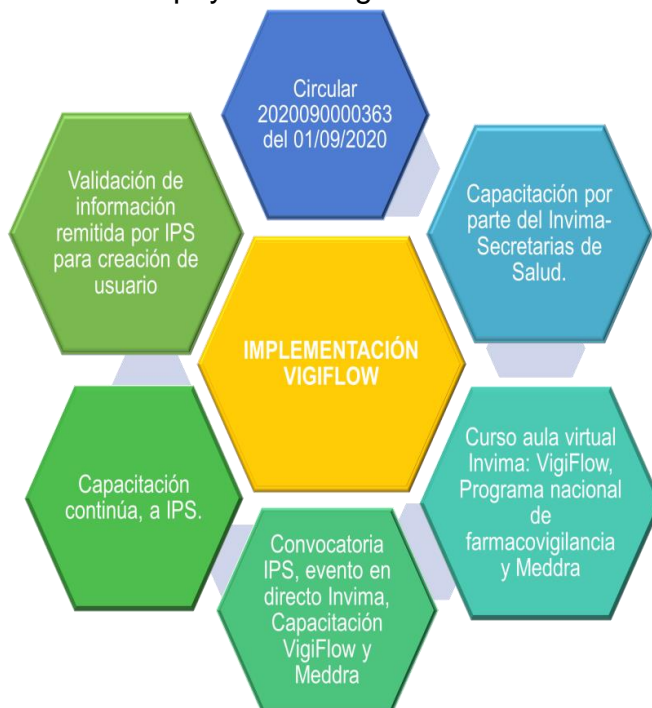 Circular
2020090000363
del 01/09/2020
Capacitación por
parte del Invima-
Secretarias de
Salud.
Curso aula virtual
Invima: VigiFlow,
Programa nacional
de
farmacovigilancia
y Meddra
Convocatoria
IPS, evento en
directo Invima,
Capacitación
VigiFlow y
Meddra
Capacitación
continúa, a IPS.
Validación de
información
remitida por IPS
para creación de
usuario
IMPLEMENTACIÓN
VIGIFLOW